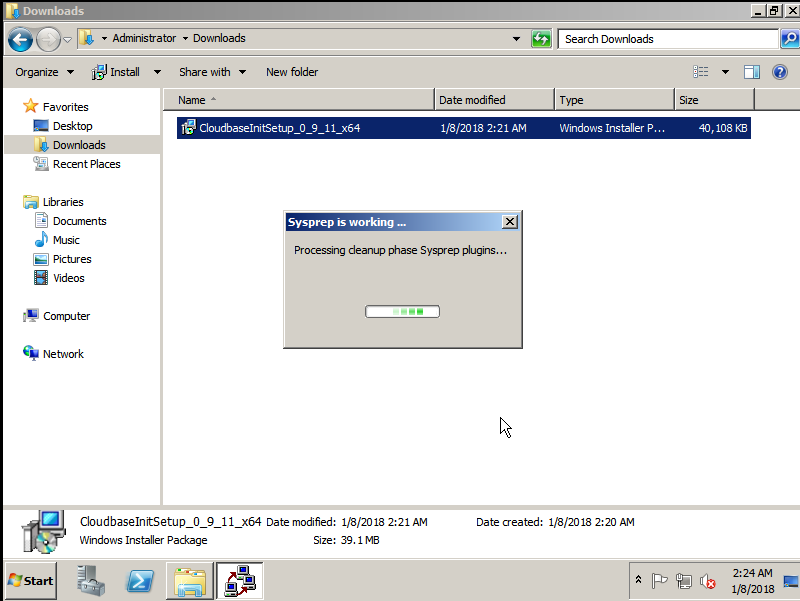 Downloads
Administrator Downloads Search Downloads
Organize Install Share with New folder
Name Date modified Type Size
Favorites
Desktop
Downloads
Recent Places
Libraries
Documents
Music
Pictures
Videos
Computer
Network
CloudbaseInitSetup_0_9_11_x64 1/8/2018 2:21 AM Windows Installer P... 40,108 KB
Sysprep is working ...
Processing cleanup phase Sysprep plugins...
CloudbaseInitSetup_0_9_11_x64 Date modified: 1/8/2018 2:21 AM Date created: 1/8/2018 2:20 AM
Windows Installer Package Size: 39.1 MB
Start
2:24 AM
1/8/2018